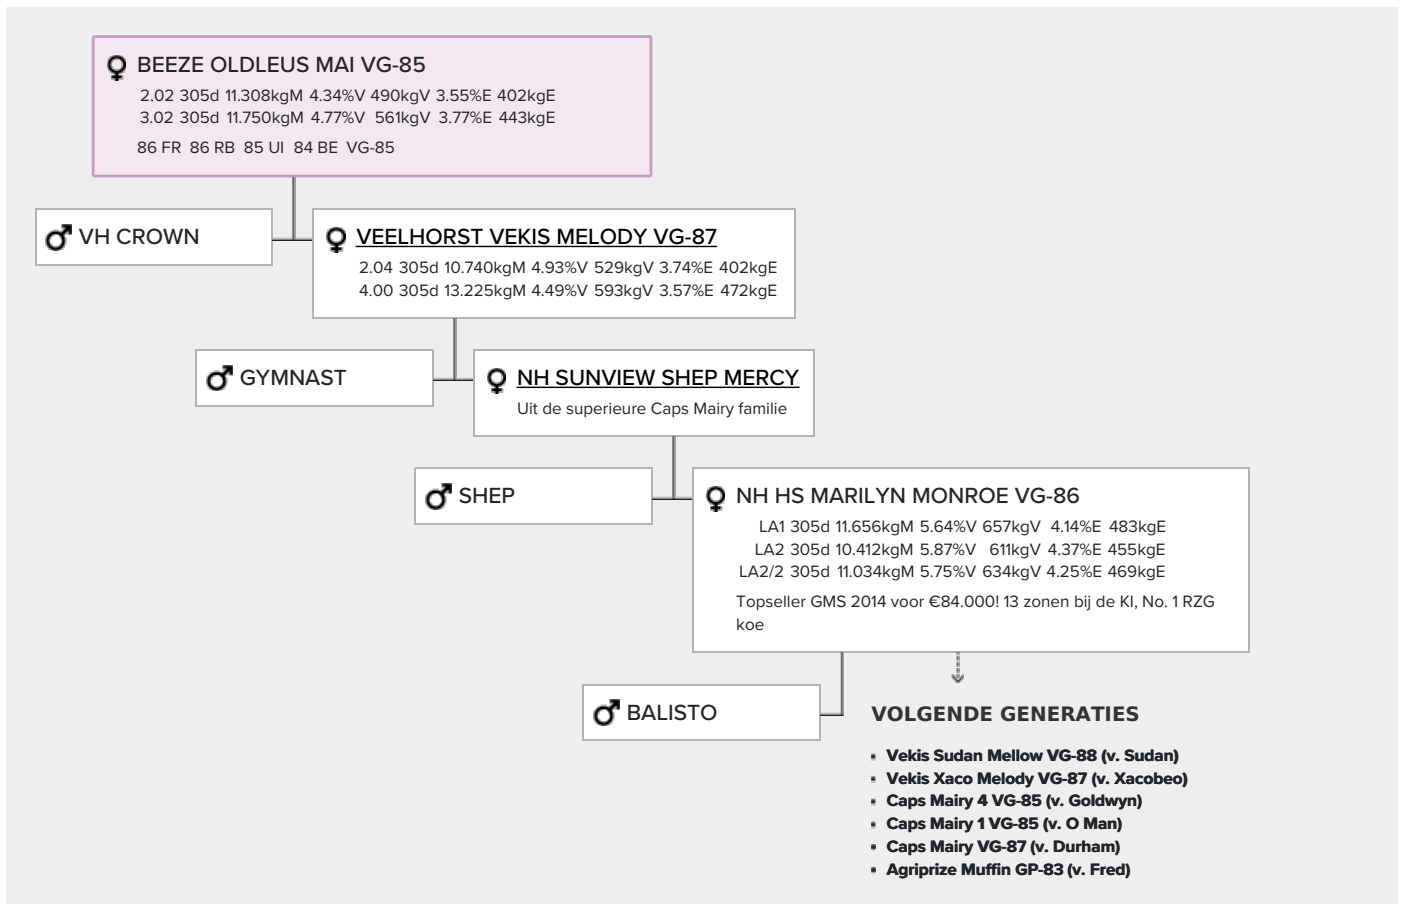 BEEZE OLDLEUS MAI VG-85
2.02 305d 11.308kgM 4.34%V 490kgV 3.55%E 402kgE
3.02 305d 11.750kgM 4.77%V 561kgV 3.77%E 443kgE
86 FR 86 RB 85 UI 84 BE VG-85
VH CROWN
VEELHORST VEKIS MELODY VG-87
2.04 305d 10.740kgM 4.93%V 529kgV 3.74%E 402kgE
4.00 305d 13.225kgM 4.49%V 593kgV 3.57%E 472kgE
GYMNAST
NH SUNVIEW SHEP MERCY
Uit de superieure Caps Mairy familie
SHEP
NH HS MARILYN MONROE VG-86
LA1 305d 11.656kgM 5.64%V 657kgV 4.14%E 483kgE
LA2 305d 10.412kgM 5.87%V 611kgV 4.37%E 455kgE
LA2/2 305d 11.034kgM 5.75%V 634kgV 4.25%E 469kgE
Topseller GMS 2014 voor €84.000! 13 zonen bij de KI, No. 1 RZG
koe
BALISTO
VOLGENDE GENERATIES
Vekis Sudan Mellow VG-88 (v. Sudan)
Vekis Xaco Melody VG-87 (v. Xacobeo)
Caps Mairy 4 VG-85 (v. Goldwyn)
Caps Mairy 1 VG-85 (v. O Man)
Caps Mairy VG-87 (v. Durham)
Agriprize Muffin GP-83 (v. Fred)